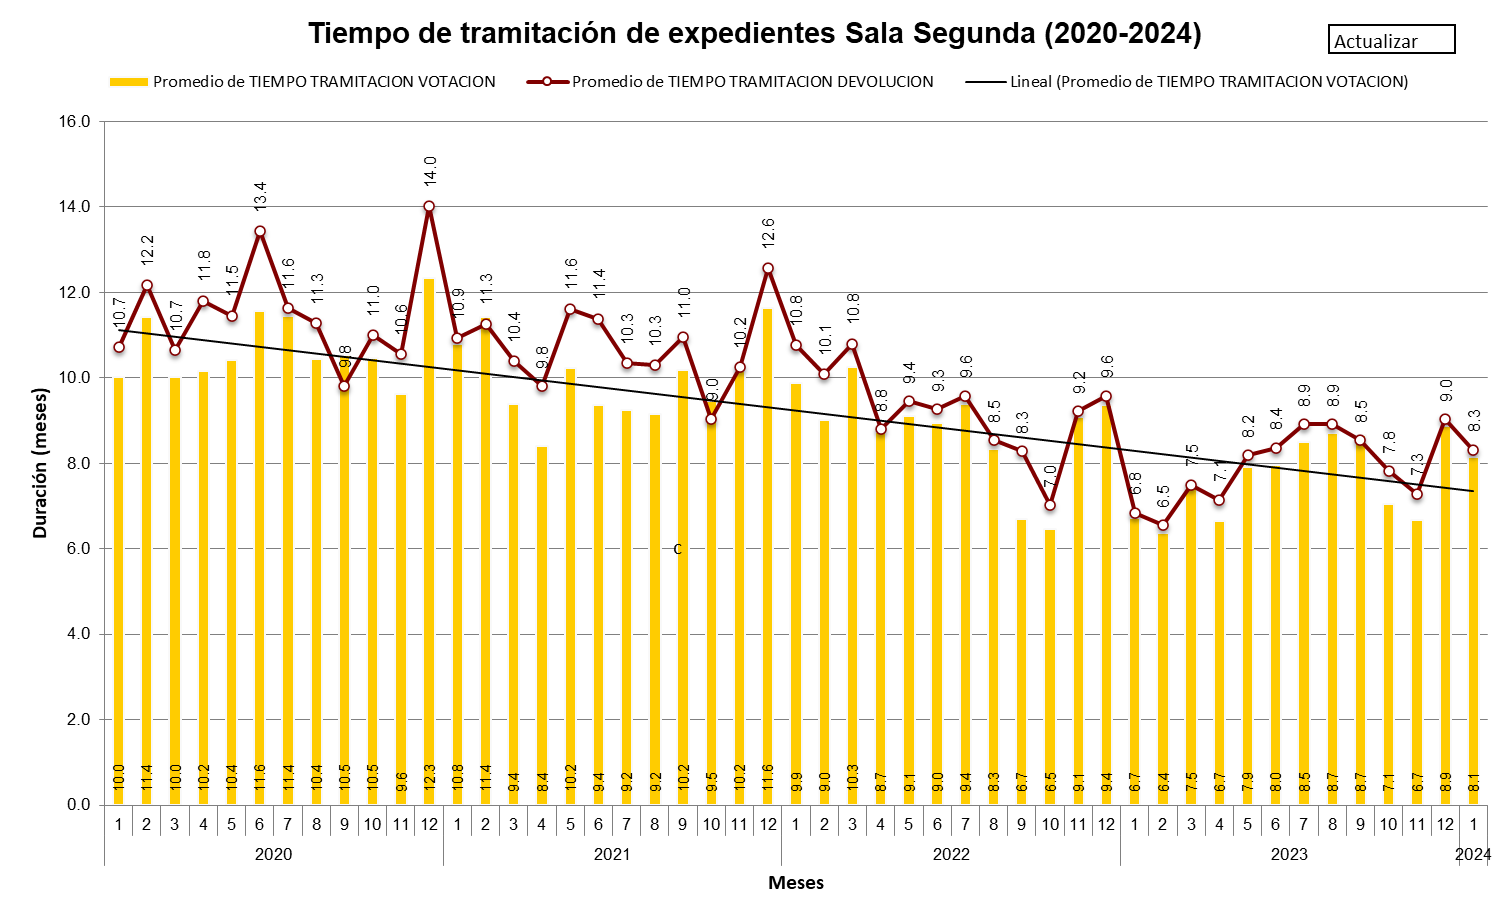 Tiempo de tramitación de expedientes Sala Segunda (2020-2024)
Actualizar
Promedio de TIEMPO TRAMITACION VOTACION
Promedio de TIEMPO TRAMITACION DEVOLUCION
Lineal (Promedio de TIEMPO TRAMITACION VOTACION)
Duración (meses)
16.0
14.0
12.0
10.0
8.0
6.0
4.0
2.0
0.0
10.7 12.2 10.7 11.8 11.5 13.4 11.6 11.3 9.8 11.0 10.6 14.0 10.9 11.3 10.4 9.8 11.6 11.4 10.3 10.3 11.0 9.0 10.2 12.6 10.8 10.1 10.8 8.8 9.4 9.3 9.6 8.5 8.3 7.0 9.2 9.6 6.8 6.5 7.5 7.1 8.2 8.4 8.9 8.9 8.5 7.8 7.3 9.0 8.3
C
10.0 11.4 10.0 10.2 10.4 11.6 11.4 10.4 10.5 10.5 9.6 12.3 10.8 11.4 9.4 8.4 10.2 9.4 9.2 9.2 10.2 9.5 10.2 11.6 9.9 9.0 10.3 8.7 9.1 9.0 9.4 8.3 6.7 6.5 9.1 9.4 6.7 6.4 7.5 6.7 7.9 8.0 8.5 8.7 8.7 7.1 6.7 8.9 8.1
1 2 3 4 5 6 7 8 9 10 11 12 1 2 3 4 5 6 7 8 9 10 11 12 1 2 3 4 5 6 7 8 9 10 11 12 1 2 3 4 5 6 7 8 9 10 11 12 1
2020 2021 2022 2023 2024
Meses